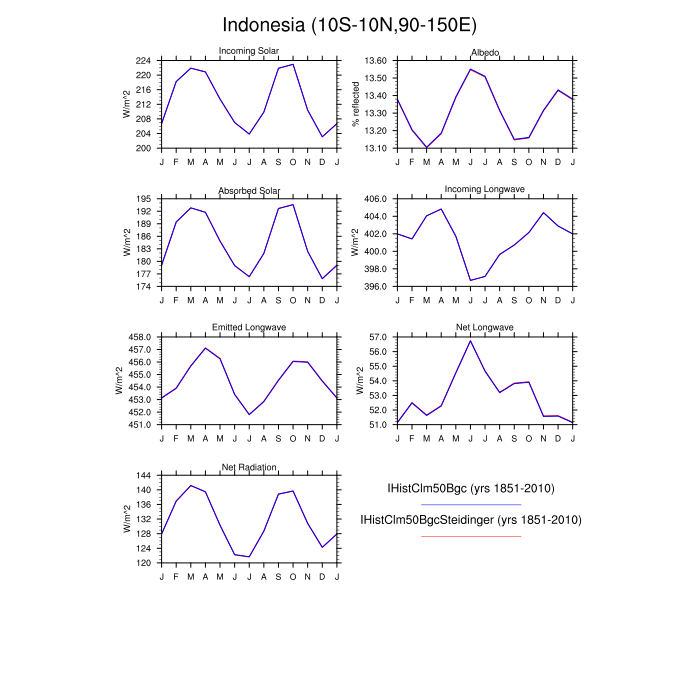 Indonesia (10S-10N,90-150E)
Incoming Solar
W/m^2
224
220
216
212
208
204
200
J F M A M J J A S O N D J
Albedo
% reflected
13.60
13.50
13.40
13.30
13.20
13.10
J F M A M J J A S O N D J
Absorbed Solar
W/m^2
195
192
189
186
183
180
177
174
J F M A M J J A S O N D J
Incoming Longwave
W/m^2
406.0
404.0
402.0
400.0
398.0
396.0
J F M A M J J A S O N D J
Emitted Longwave
W/m^2
458.0
457.0
456.0
455.0
454.0
453.0
452.0
451.0
J F M A M J J A S O N D J
Net Longwave
W/m^2
57.0
56.0
55.0
54.0
53.0
52.0
51.0
J F M A M J J A S O N D J
Net Radiation
W/m^2
144
140
136
132
128
124
120
J F M A M J J A S O N D J
IHistClm50Bgc (yrs 1851-2010)
IHistClm50BgcSteidinger (yrs 1851-2010)